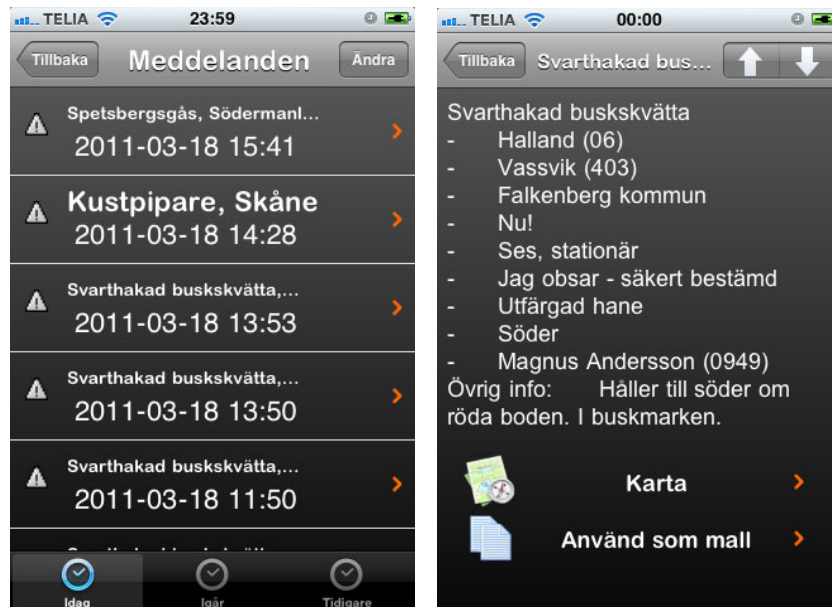 TELIA 23:59
Tillbaka Meddelanden Ändra
Spetsbergsgås, Södermanl...
2011-03-18 15:41
Kustpipare, Skåne
2011-03-18 14:28
Svarthakad buskskvätta,...
2011-03-18 13:53
Svarthakad buskskvätta,...
2011-03-18 13:50
Svarthakad buskskvätta,...
2011-03-18 11:50
Idag Igår Tidigare
TELIA 00:00
Tillbaka Svarthakad bus...
Svarthakad buskskvätta
- Halland (06)
- Vassvik (403)
- Falkenberg kommun
- Nu!
- Ses, stationär
- Jag obsar - säkert bestämd
- Utfärgad hane
- Söder
- Magnus Andersson (0949)
Övrig info: Håller till söder om
röda boden. I buskmarken.
Karta
Använd som mall